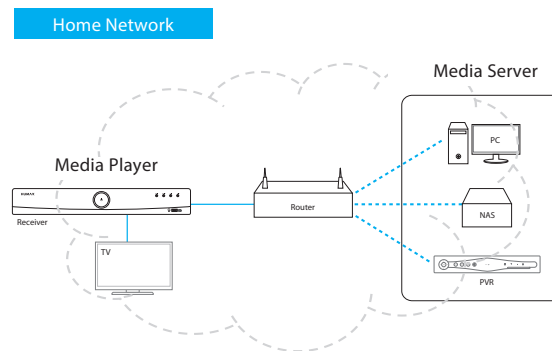 Home Network
Media Server
PC
Media Player
HUMAX
Router
NAS
Receiver
TV
PVR